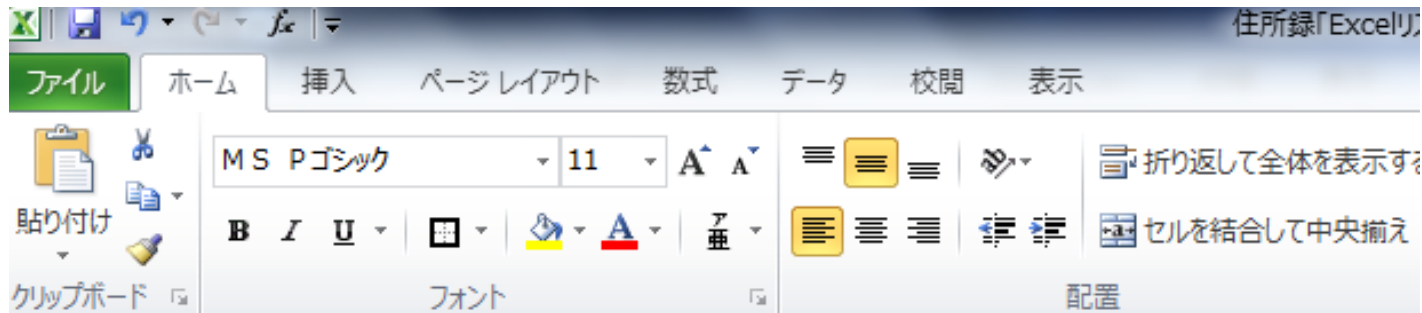 住所録「Excelリス
ファイル ホーム 挿入 ページ レイアウト 数式 データ 校閲 表示
ＭＳ Ｐゴシック 11 A A 折り返して全体を表示する
貼り付け B I U A ア亜 セルを結合して中央揃え
クリップボード フォント 配置